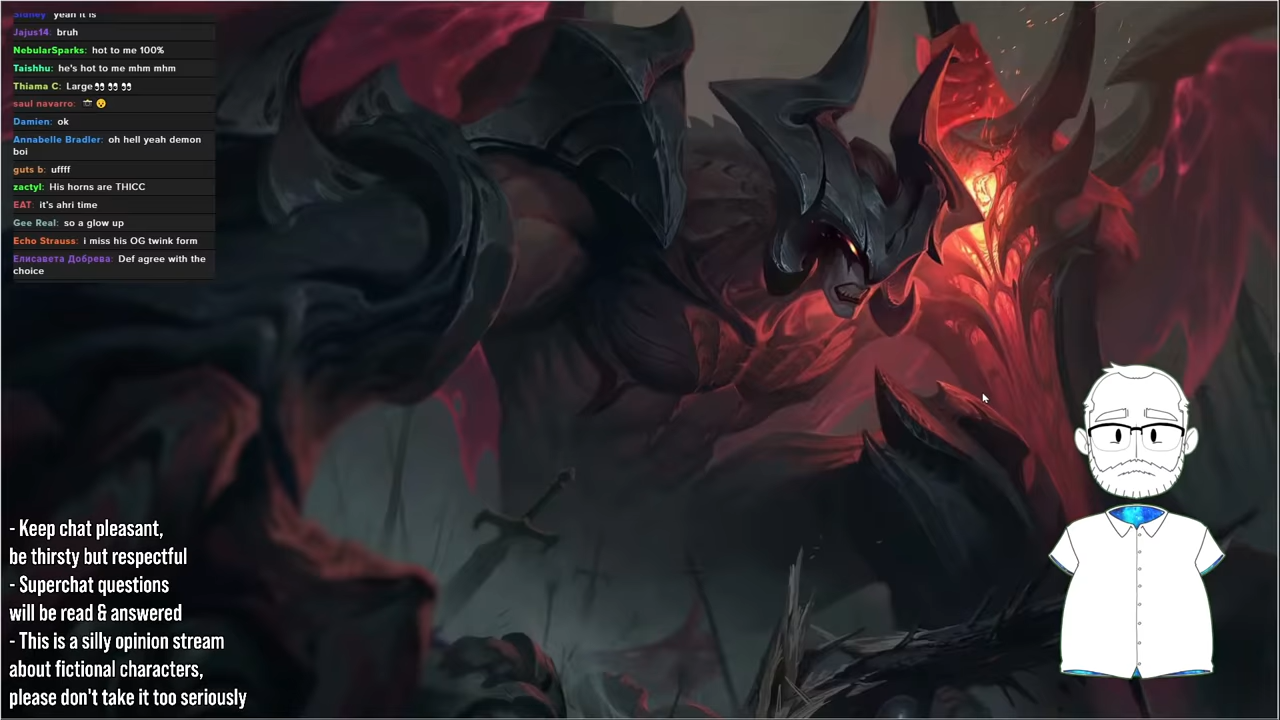 Sidney: yeah it is
Jajus14: bruh
NebularSparks: hot to me 100%
Taishhu: he's hot to me mhm mhm
Thiama C: Large👀 👀 👀
saul navarro: 😮
Damien: ok
Annabelle Bradler: oh hell yeah demon
boi
guts b: uffff
zactyl: His horns are THICC
EAT: it's ahri time
Gee Real: so a glow up
Echo Strauss: i miss his OG twink form
Елисавета Добрева: Def agree with the
choice
- Keep chat pleasant,
be thirsty but respectful
- Superchat questions
will be read & answered
- This is a silly opinion stream
about fictional characters,
please don't take it too seriously